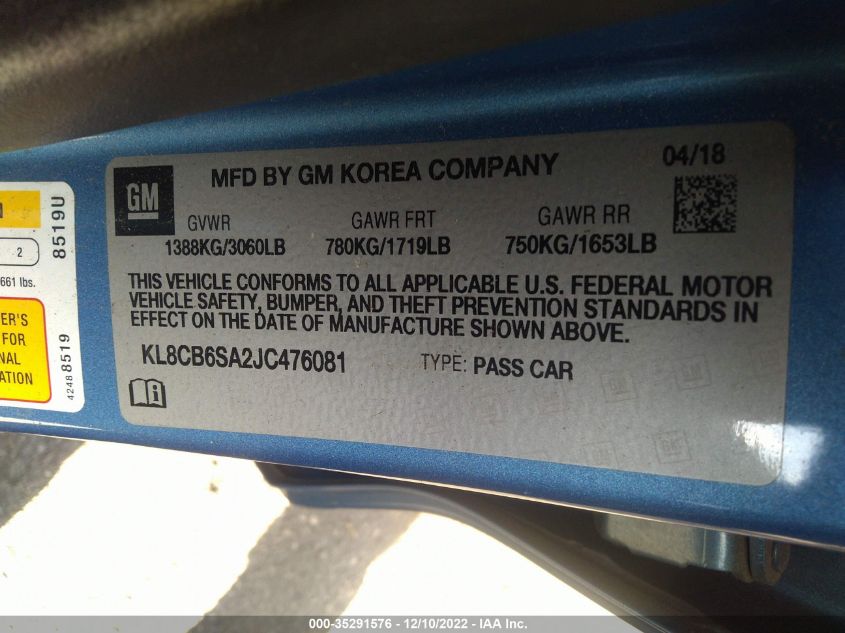 GM
MFD BY GM KOREA COMPANY
04/18
GVWR
GAWR FRT
GAWR RR
1388KG/3060LB
780KG/1719LB
750KG/1653LB
THIS VEHICLE CONFORMS TO ALL APPLICABLE U.S. FEDERAL MOTOR
VEHICLE SAFETY, BUMPER, AND THEFT PREVENTION STANDARDS IN
EFFECT ON THE DATE OF MANUFACTURE SHOWN ABOVE.
KL8CB6SA2JC476081
TYPE: PASS CAR
8519U
2
661 lbs.
ER'S
FOR
NAL
ATION
4248 8519
000-35291576 - 12/10/2022 - IAA Inc.